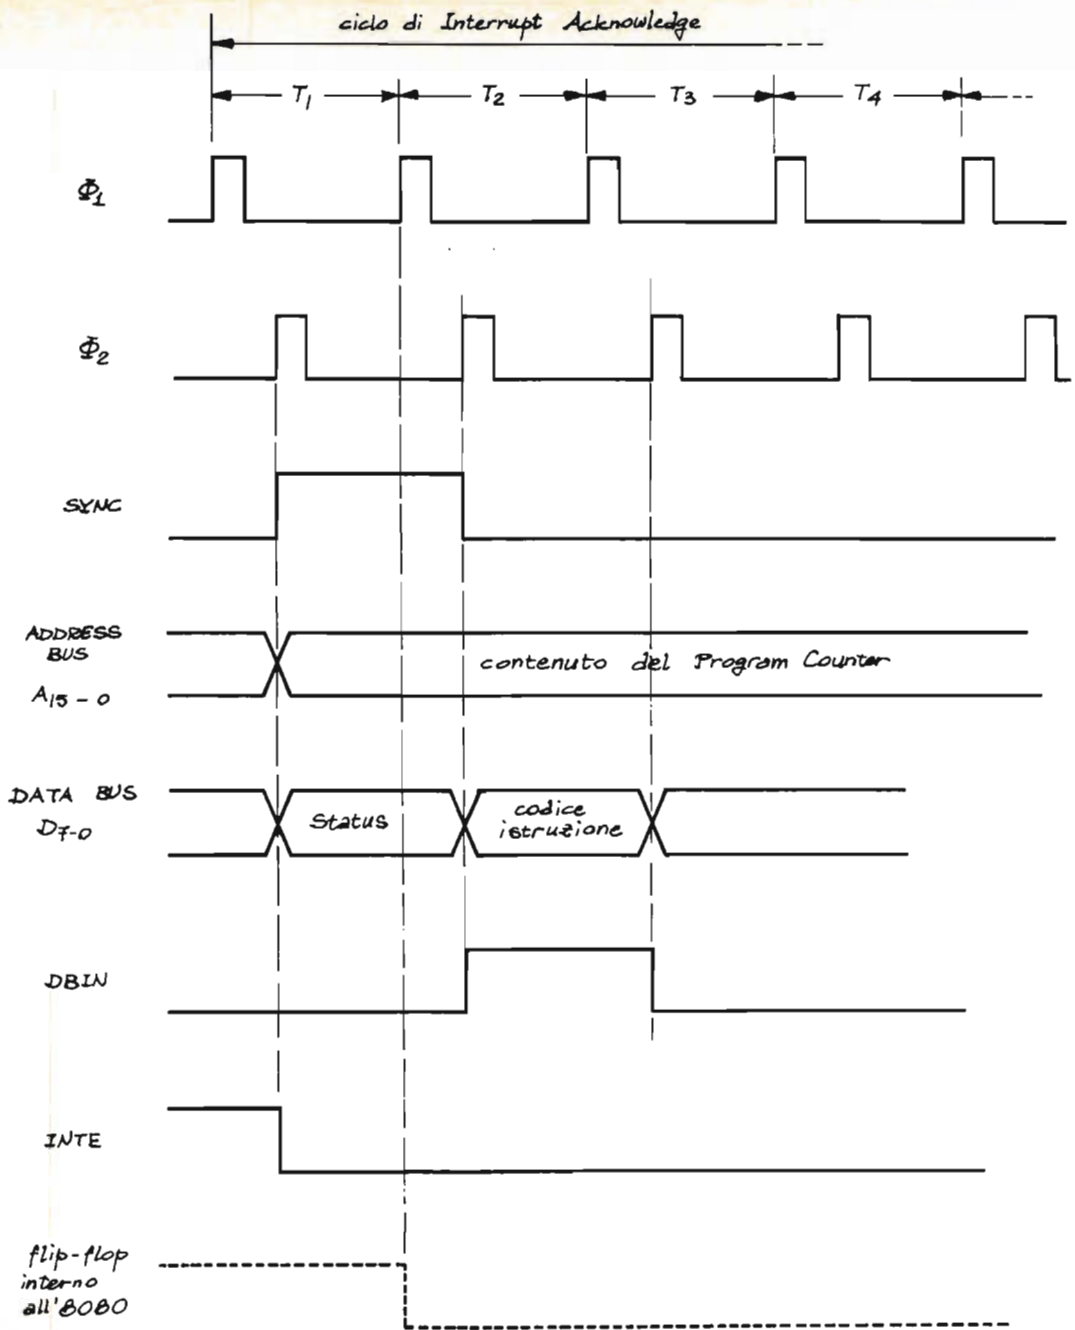 ciclo di Interrupt Acknowledge
T1 T2 T3 T4
Φ1
Φ2
SYNC
ADDRESS
BUS
A15-0
contenuto del Program Counter
DATA BUS
D7-0
Status
codice
istruzione
DBIN
INTE
flip-flop
interno
all'8080